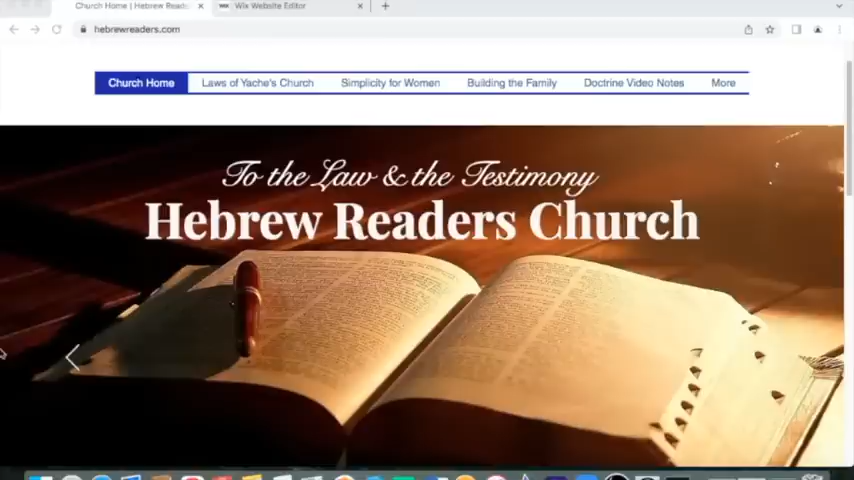 Church Home | Hebrew Reade
Wix Website Editor
hebrewreaders.com
Church Home
Laws of Yache's Church
Simplicity for Women
Building the Family
Doctrine Video Notes
More
To the Law & the Testimony
Hebrew Readers Church